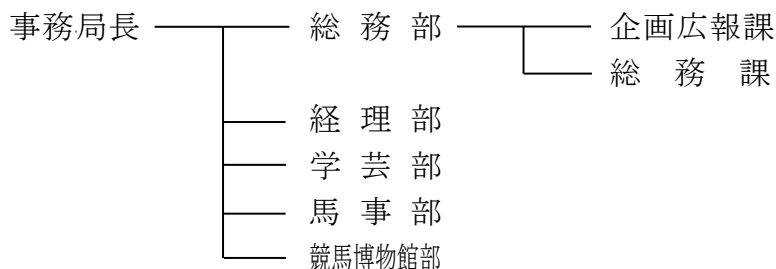 事務局長 総務部 企画広報課
総務課
経理部
学芸部
馬事部
競馬博物館部